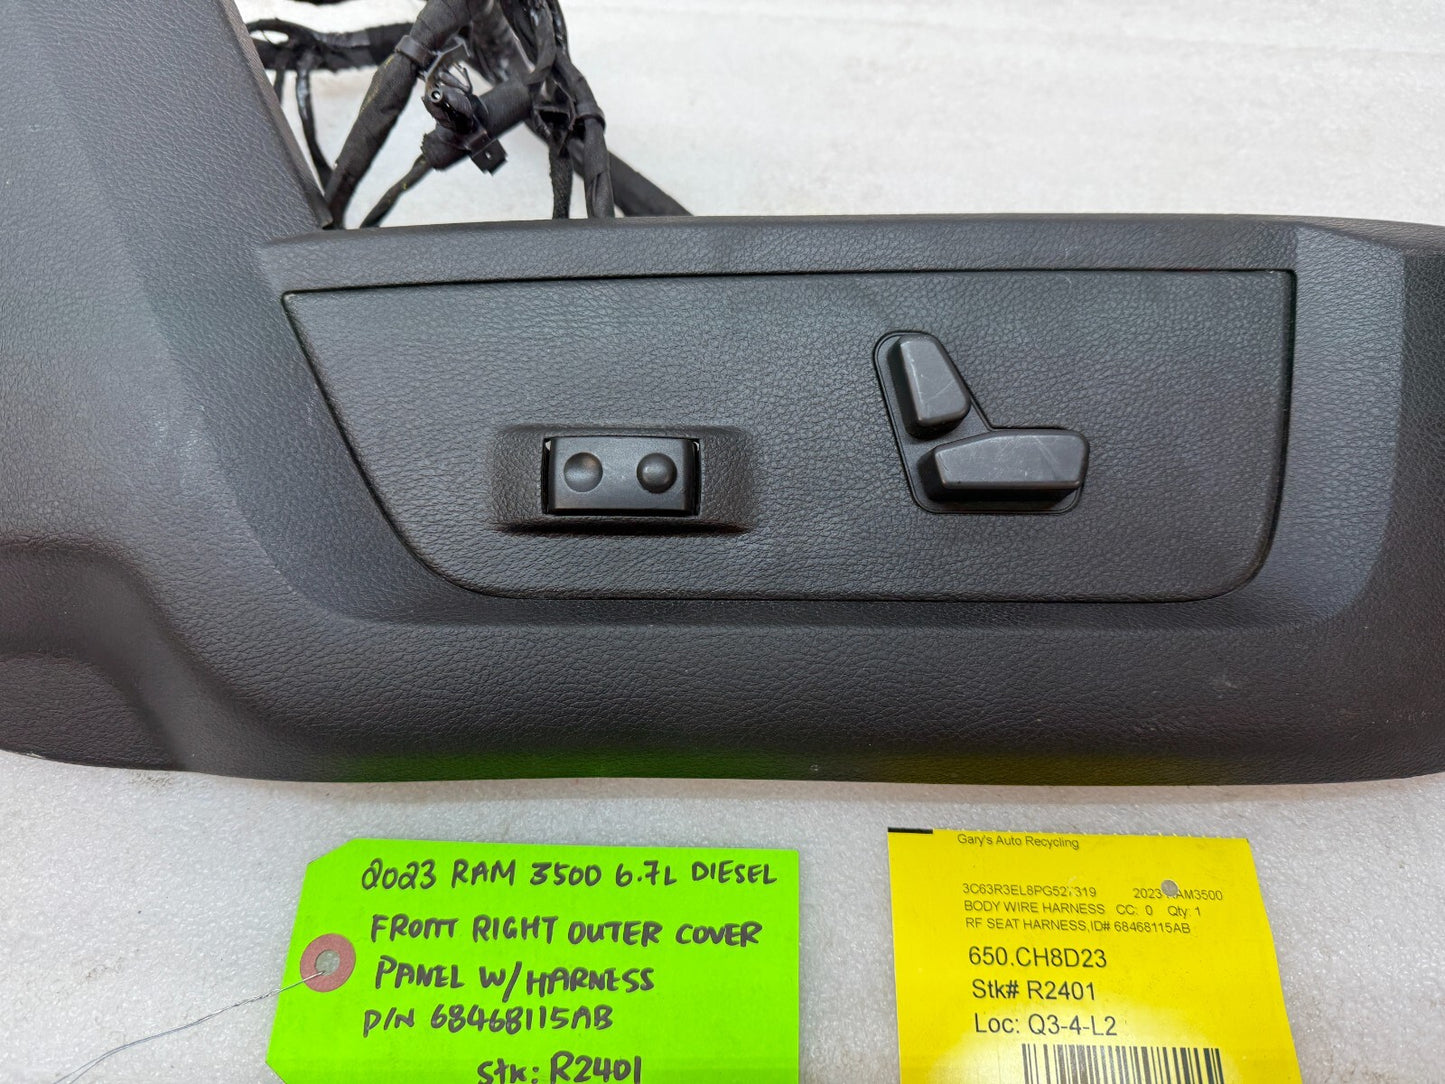 2023 RAM 3500 6.7L DIESEL
FRONT RIGHT OUTER COVER
PANEL W/HARNESS
P/N 68468115AB
Stk: R2401
Gary's Auto Recycling
2023 RAM3500
BODY WIRE HARNESS CC: 0 Qty: 1
RF SEAT HARNESS,ID# 68468115AB
650.CH8D23
Stk# R2401
Loc: Q3-4-L2